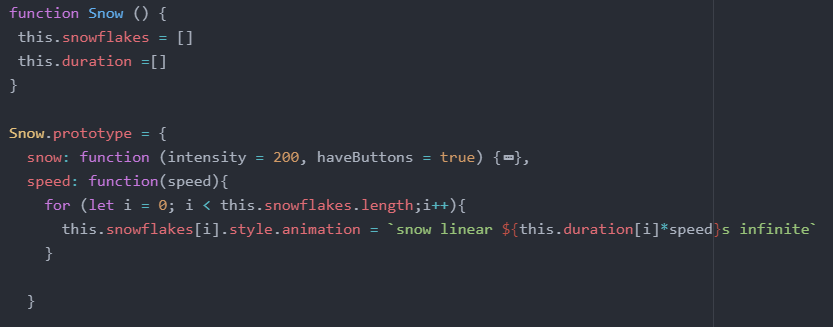 function Snow () {
 this.snowflakes = []
 this.duration =[]
}

Snow.prototype = {
  snow: function (intensity = 200, haveButtons = true) {⋯},
  speed: function(speed){
    for (let i = 0; i < this.snowflakes.length;i++){
      this.snowflakes[i].style.animation = `snow linear ${this.duration[i]*speed}s infinite`
    }

  }